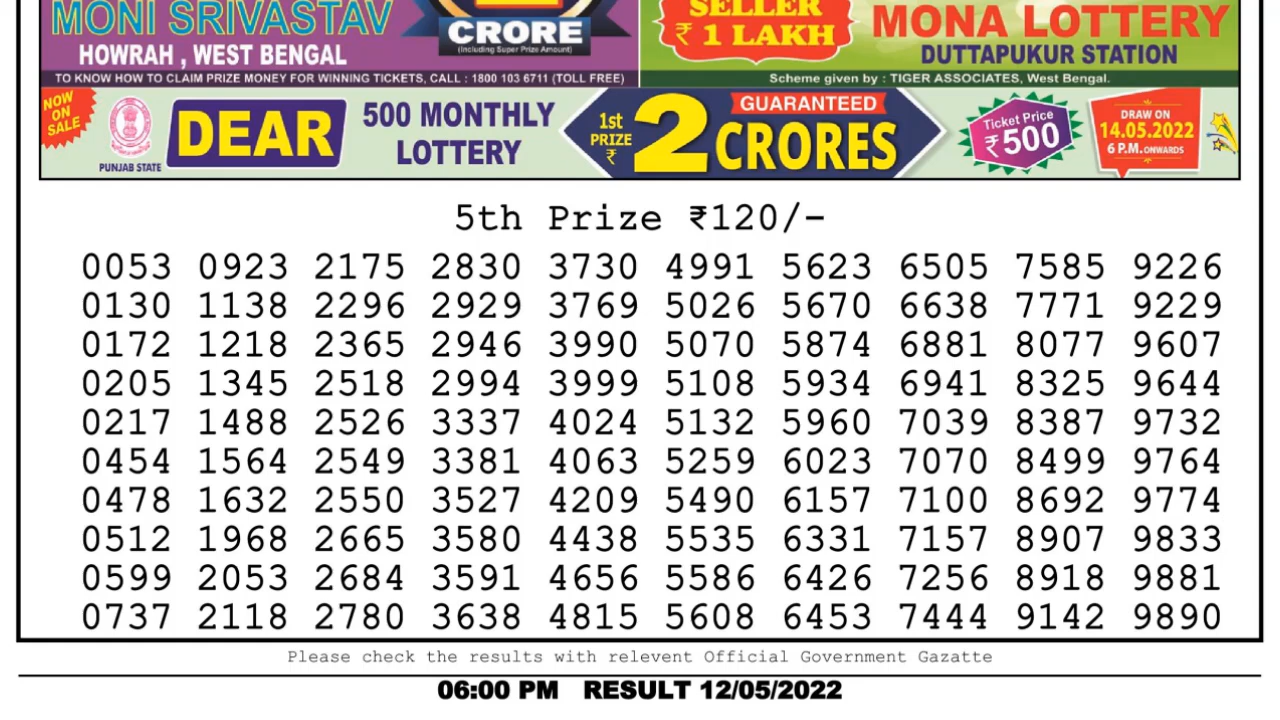 MONI SRIVASTAV
HOWRAH , WEST BENGAL
CRORE
(Including Super Prize Amount)
SELLER
₹ 1 LAKH
MONA LOTTERY
DUTTAPUKUR STATION
TO KNOW HOW TO CLAIM PRIZE MONEY FOR WINNING TICKETS, CALL : 1800 103 6711 (TOLL FREE)
Scheme given by : TIGER ASSOCIATES, West Bengal.
NOW
ON
SALE
PUNJAB STATE
DEAR
500 MONTHLY
LOTTERY
1st
PRIZE
₹
2
GUARANTEED
CRORES
Ticket Price
₹500
DRAW ON
14.05.2022
6 P.M. ONWARDS
5th Prize ₹120/-
0053 0923 2175 2830 3730 4991 5623 6505 7585 9226
0130 1138 2296 2929 3769 5026 5670 6638 7771 9229
0172 1218 2365 2946 3990 5070 5874 6881 8077 9607
0205 1345 2518 2994 3999 5108 5934 6941 8325 9644
0217 1488 2526 3337 4024 5132 5960 7039 8387 9732
0454 1564 2549 3381 4063 5259 6023 7070 8499 9764
0478 1632 2550 3527 4209 5490 6157 7100 8692 9774
0512 1968 2665 3580 4438 5535 6331 7157 8907 9833
0599 2053 2684 3591 4656 5586 6426 7256 8918 9881
0737 2118 2780 3638 4815 5608 6453 7444 9142 9890
Please check the results with relevent Official Government Gazatte
06:00 PM RESULT 12/05/2022